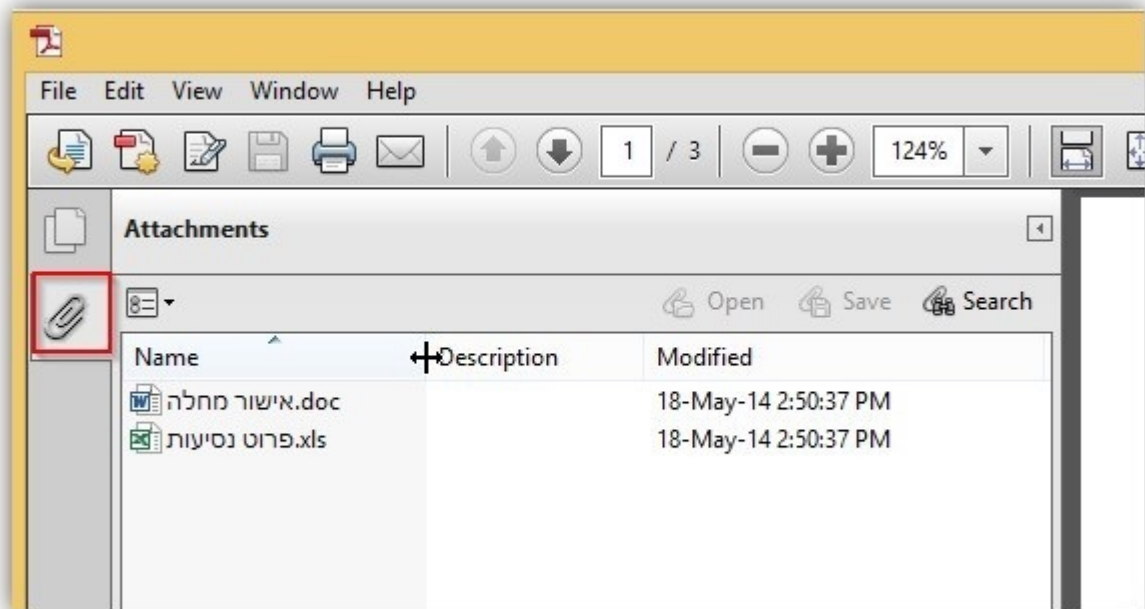 File Edit View Window Help
1 / 3 124%
Attachments
Open Save Search
Name Description Modified
אישור מחלה.doc 18-May-14 2:50:37 PM
פרוט נסיעות.xls 18-May-14 2:50:37 PM